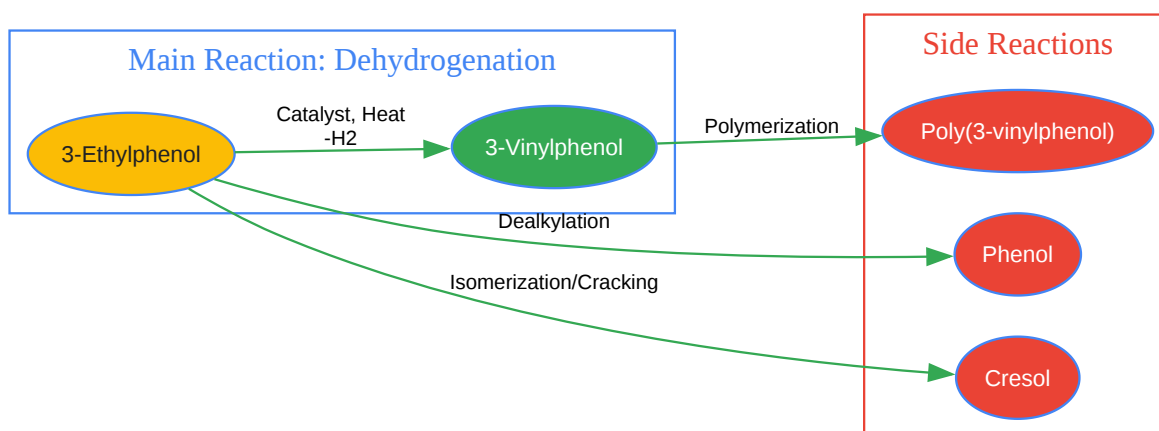 Main Reaction: Dehydrogenation
Side Reactions
3-Ethylphenol
Catalyst, Heat
-H2
3-Vinylphenol
Polymerization
Poly(3-vinylphenol)
Dealkylation
Phenol
Isomerization/Cracking
Cresol